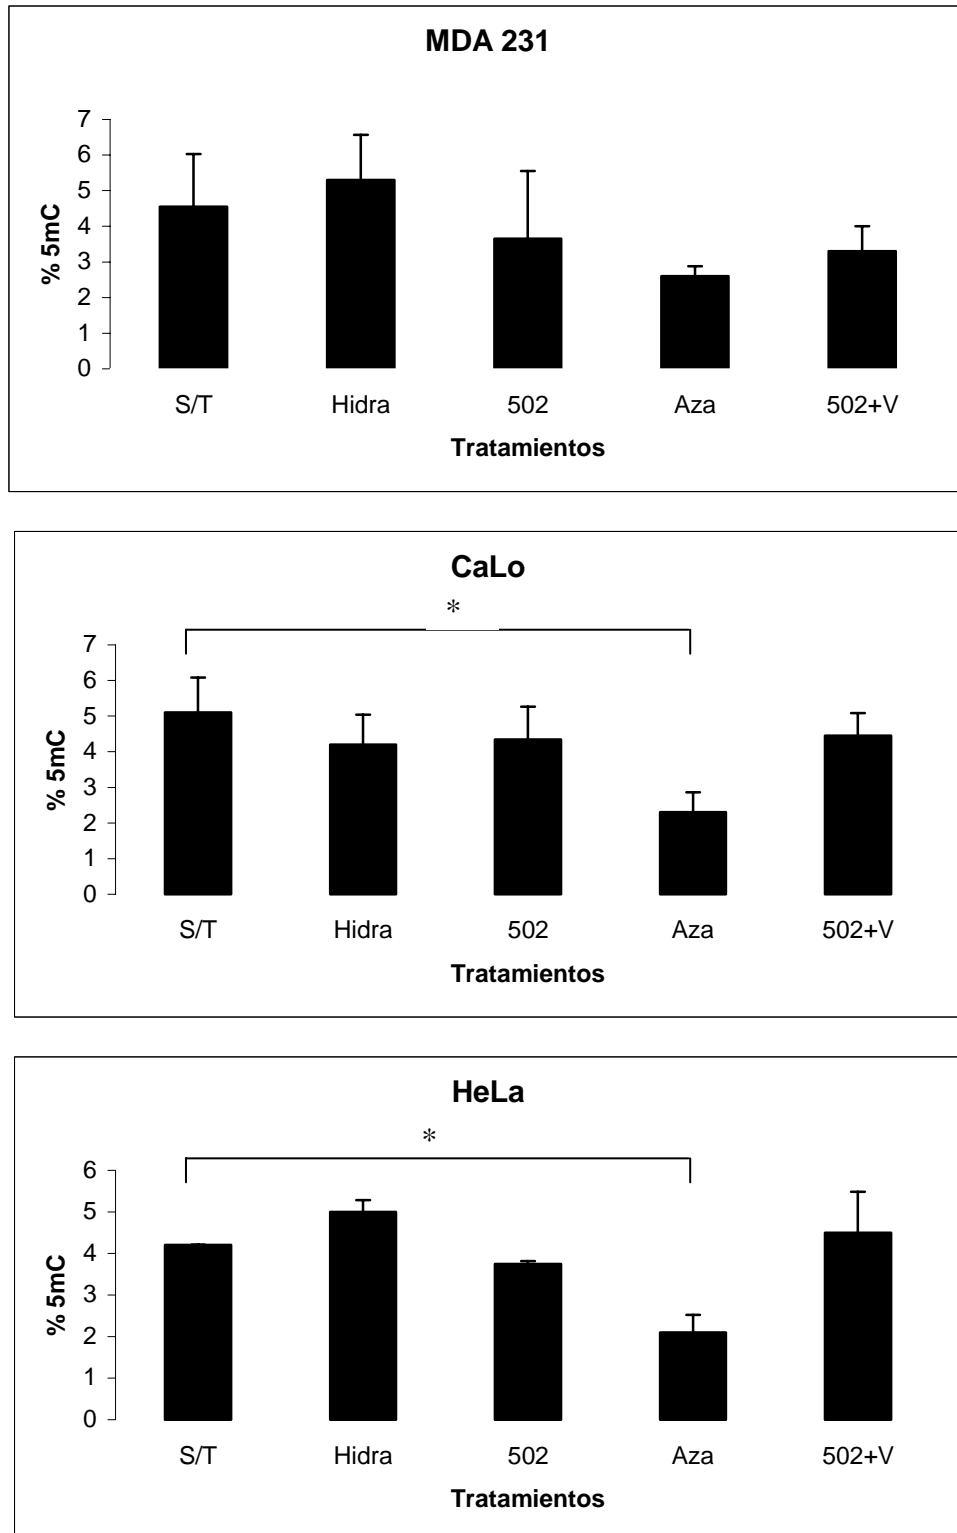 MDA 231
7
6
5
4
3
2
1
0
% 5mC
S/T Hidra 502 Aza 502+V
Tratamientos
CaLo
*
7
6
5
4
3
2
1
0
% 5mC
S/T Hidra 502 Aza 502+V
Tratamientos
HeLa
*
6
5
4
3
2
1
0
% 5mC
S/T Hidra 502 Aza 502+V
Tratamientos